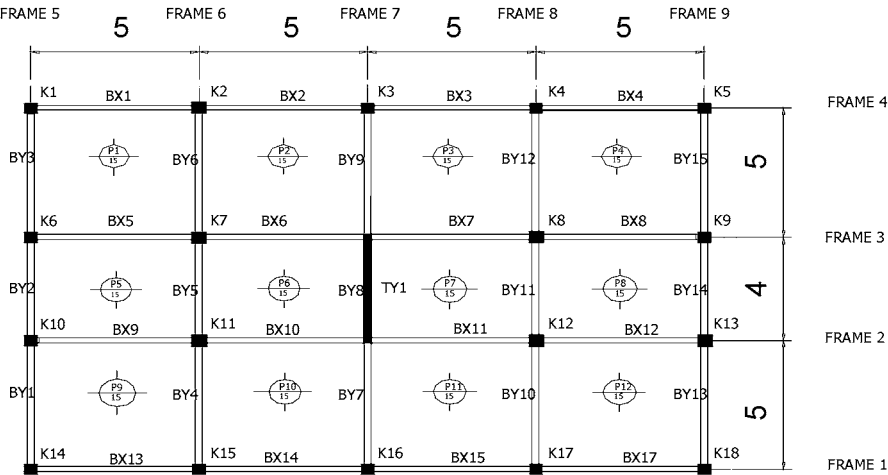 FRAME 5 FRAME 6 FRAME 7 FRAME 8 FRAME 9
5 5 5 5
K1 BX1 K2 BX2 K3 BX3 K4 BX4 K5 FRAME 4
BY3 P1 BY6 P2 BY9 P3 BY12 P4 BY15 5
15 15 15 15
K6 BX5 K7 BX6 BX7 K8 BX8 K9 FRAME 3
BY2 P5 BY5 P6 BY8 TY1 P7 BY11 P8 BY14 4
15 15 15 15
K10 BX9 K11 BX10 BX11 K12 BX12 K13 FRAME 2
BY1 P9 BY4 P10 BY7 P11 BY10 P12 BY13 5
15 15 15 15
K14 BX13 K15 BX14 K16 BX15 K17 BX17 K18 FRAME 1